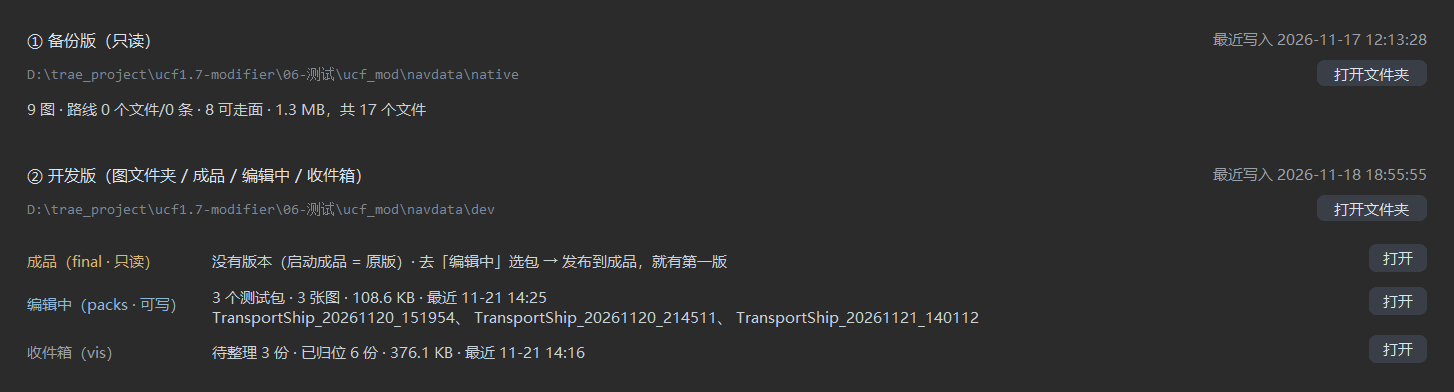 ① 备份版（只读）
最近写入 2026-11-17 12:13:28
D:\trae_project\ucf1.7-modifier\06-测试\ucf_mod\navdata\native
打开文件夹
9 图 · 路线 0 个文件/0 条 · 8 可走面 · 1.3 MB，共 17 个文件
② 开发版（图文件夹 / 成品 / 编辑中 / 收件箱）
最近写入 2026-11-18 18:55:55
D:\trae_project\ucf1.7-modifier\06-测试\ucf_mod\navdata\dev
打开文件夹
成品（final · 只读）
没有版本（启动成品 = 原版）· 去「编辑中」选包 → 发布到成品，就有第一版
打开
编辑中（packs · 可写）
3 个测试包 · 3 张图 · 108.6 KB · 最近 11-21 14:25
TransportShip_20261120_151954、 TransportShip_20261120_214511、 TransportShip_20261121_140112
打开
收件箱（vis）
待整理 3 份 · 已归位 6 份 · 376.1 KB · 最近 11-21 14:16
打开